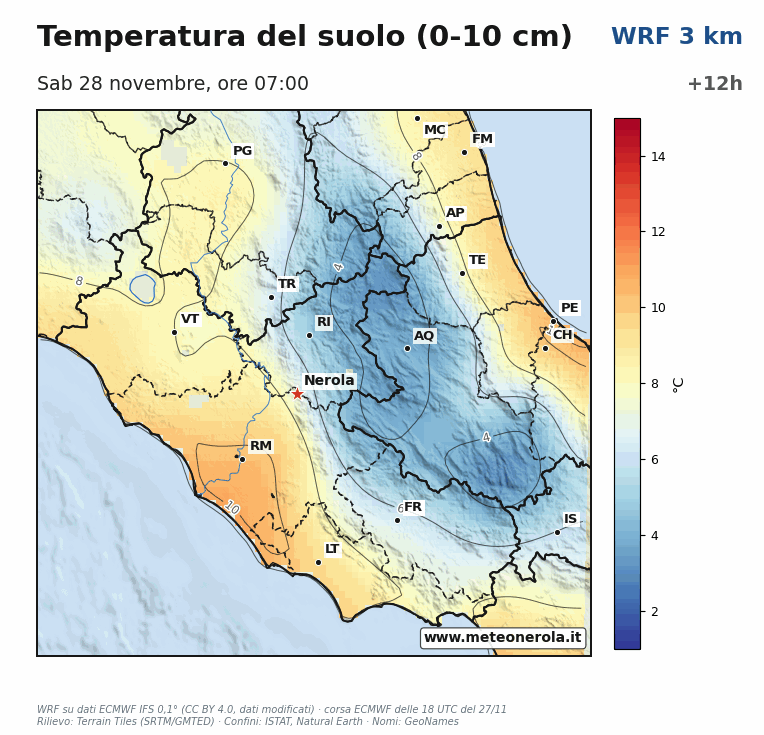 Temperatura del suolo (0-10 cm)
WRF 3 km
Sab 28 novembre, ore 07:00
+12h
MC
FM
PG
8
AP
TE
4
8
TR
PE
VT
RI
AQ
CH
Nerola
4
RM
10
6
FR
IS
LT
www.meteonerola.it
14
12
10
8
6
4
2
°C
WRF su dati ECMWF IFS 0,1° (CC BY 4.0, dati modificati) · corsa ECMWF delle 18 UTC del 27/11
Rilievo: Terrain Tiles (SRTM/GMTED) · Confini: ISTAT, Natural Earth · Nomi: GeoNames